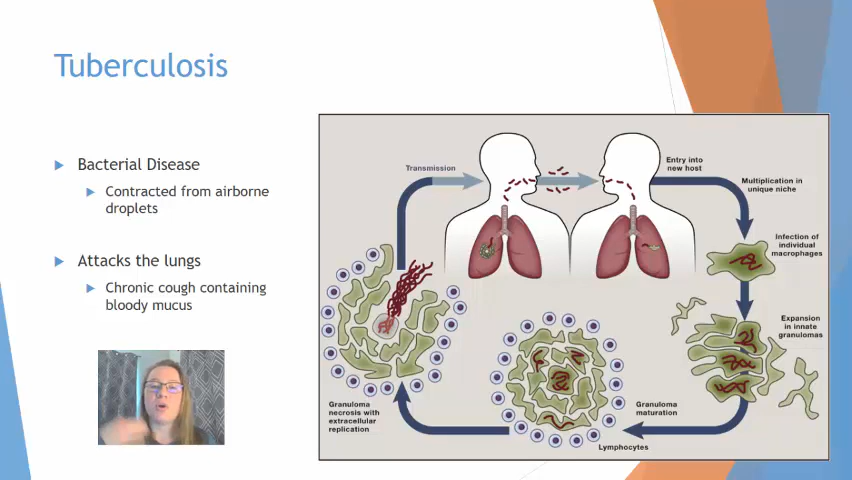 Tuberculosis
Bacterial Disease
Contracted from airborne
droplets
Attacks the lungs
Chronic cough containing
bloody mucus
Transmission
Entry into
new host
Multiplication in
unique niche
Infection of
individual
macrophages
Expansion
in innate
granulomas
Granuloma
maturation
Lymphocytes
Granuloma
necrosis with
extracellular
replication